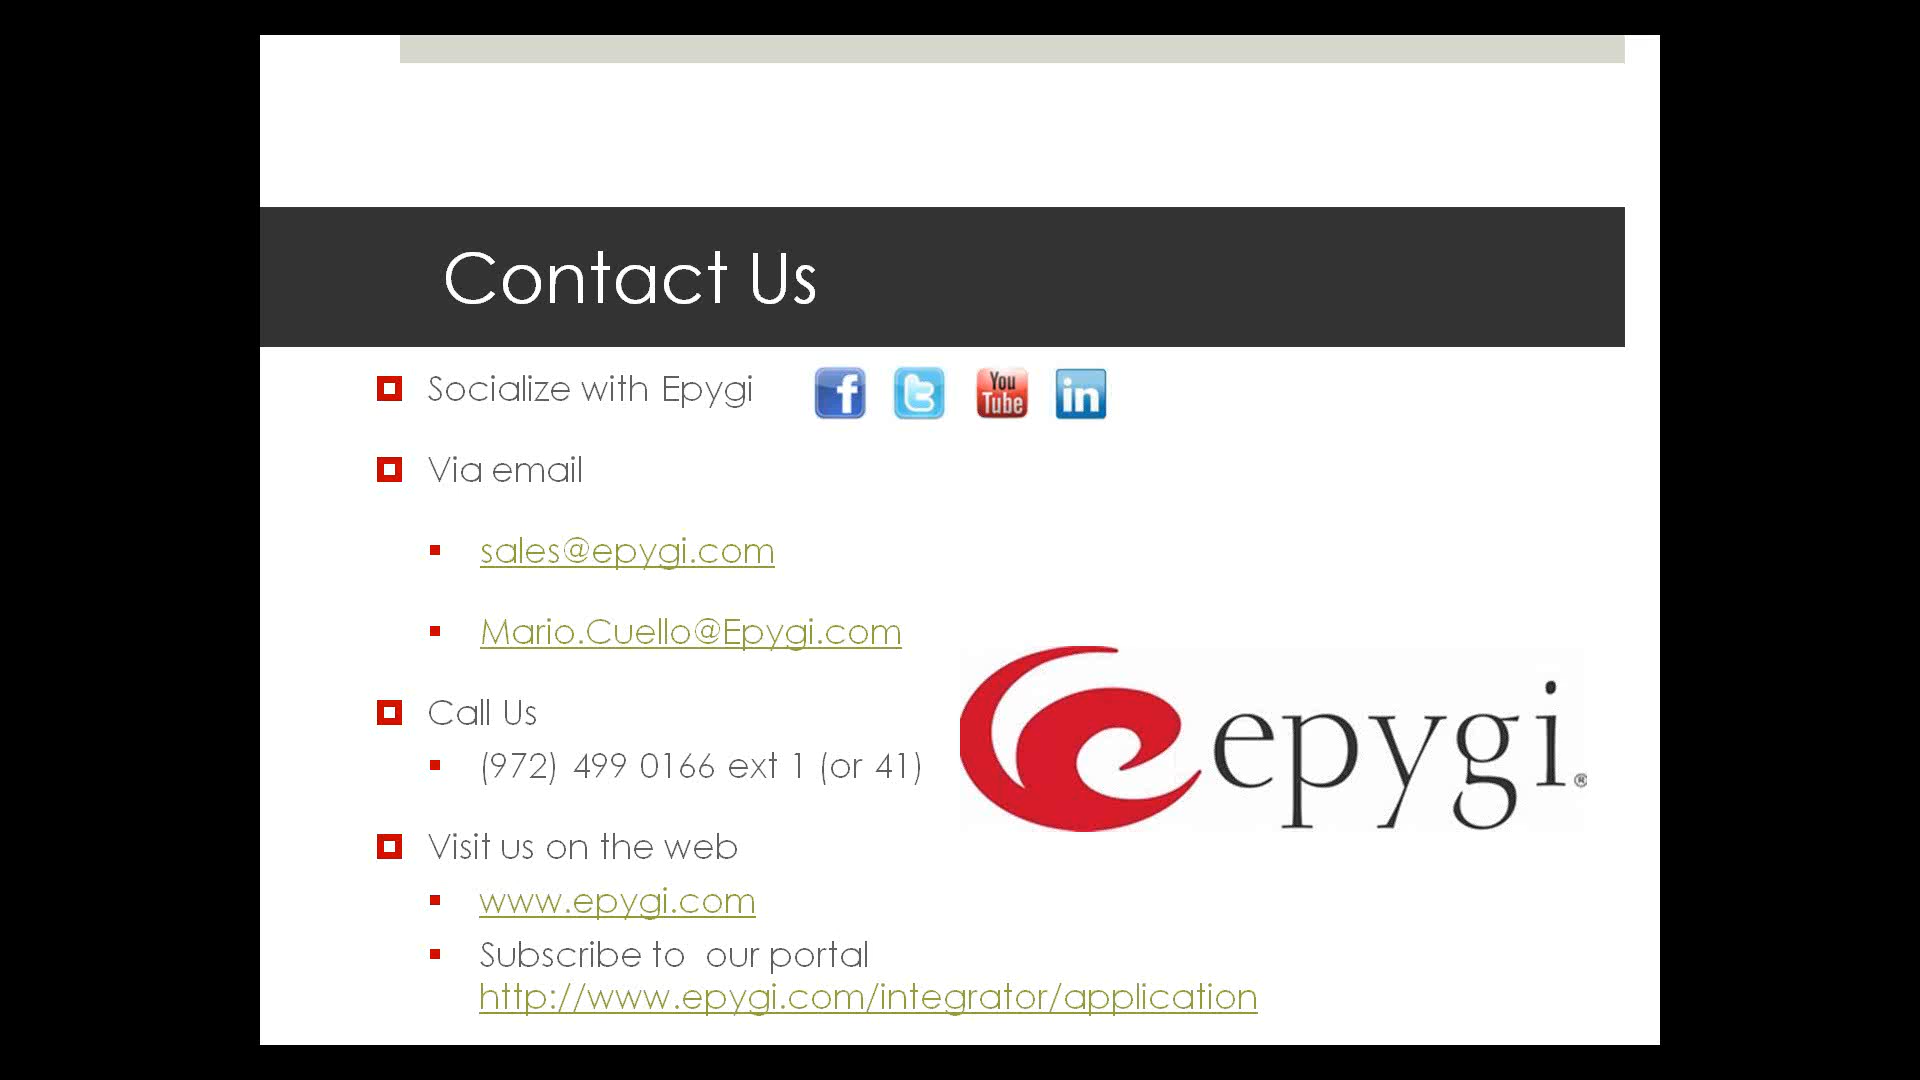 Contact Us
Socialize with Epygi
f t You Tube in
Via email
sales@epygi.com
Mario.Cuello@Epygi.com
Call Us
(972) 499 0166 ext 1 (or 41)
epygi®
Visit us on the web
www.epygi.com
Subscribe to  our portal
http://www.epygi.com/integrator/application